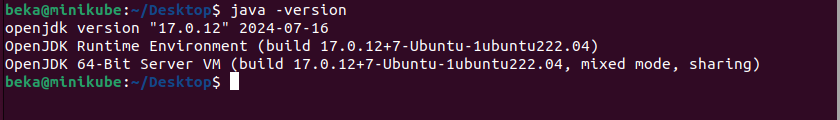 beka@minikube:~/Desktop$ java -version
openjdk version "17.0.12" 2024-07-16
OpenJDK Runtime Environment (build 17.0.12+7-Ubuntu-1ubuntu222.04)
OpenJDK 64-Bit Server VM (build 17.0.12+7-Ubuntu-1ubuntu222.04, mixed mode, sharing)
beka@minikube:~/Desktop$